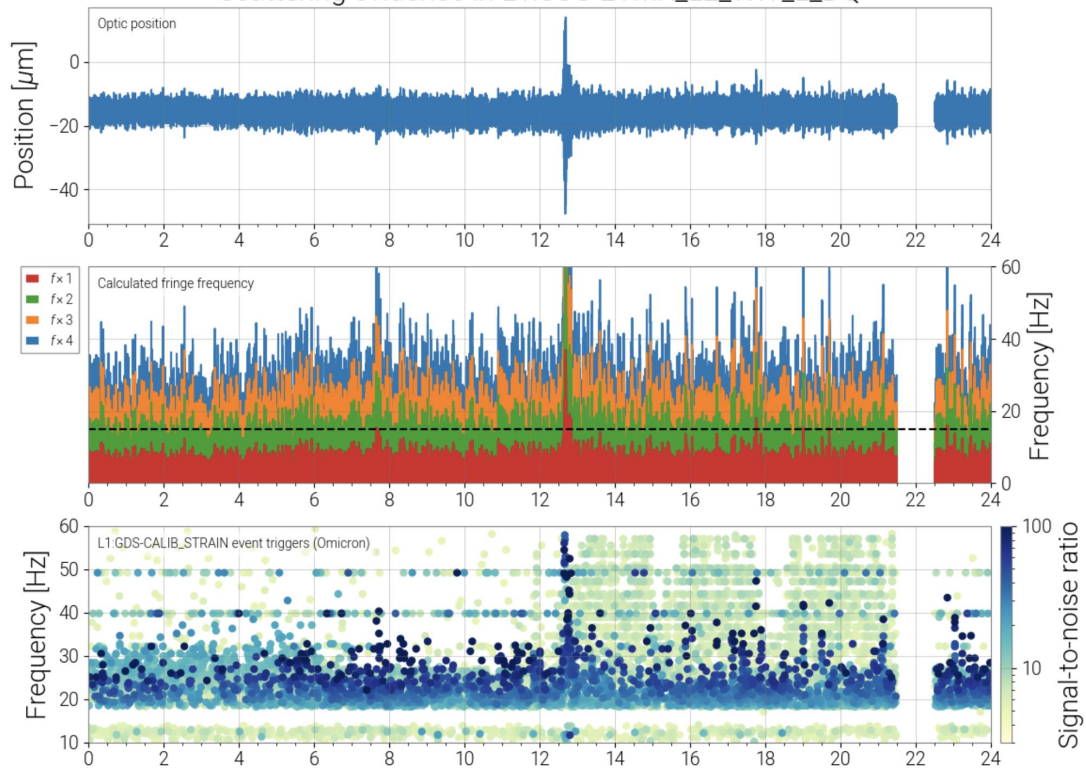 Optic position
Position [μm]
0
−20
−40
0 2 4 6 8 10 12 14 16 18 20 22 24
f× 1
f× 2
f× 3
f× 4
Calculated fringe frequency
60
40
20
0
Frequency [Hz]
0 2 4 6 8 10 12 14 16 18 20 22 24
L1:GDS-CALIB_STRAIN event triggers (Omicron)
Frequency [Hz]
60
50
40
30
20
10
0 2 4 6 8 10 12 14 16 18 20 22 24
100
10
Signal-to-noise ratio